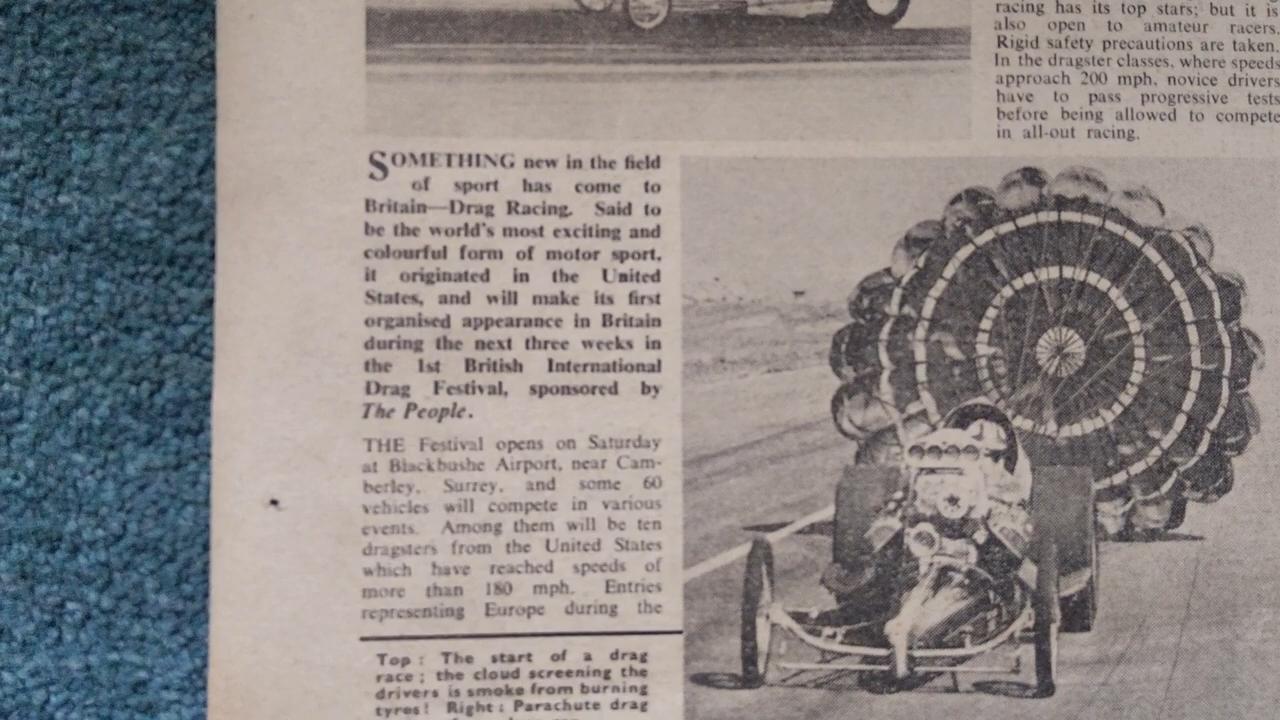 SOMETHING new in the field
of sport has come to
Britain—Drag Racing. Said to
be the world's most exciting and
colourful form of motor sport,
it originated in the United
States, and will make its first
organised appearance in Britain
during the next three weeks in
the 1st British International
Drag Festival, sponsored by
The People.
THE Festival opens on Saturday
at Blackbushe Airport, near Cam-
berley, Surrey, and some 60
vehicles will compete in various
events. Among them will be ten
dragsters from the United States
which have reached speeds of
more than 180 mph. Entries
representing Europe during the
Top : The start of a drag
race ; the cloud screening the
drivers is smoke from burning
tyres! Right : Parachute drag
racing has its top stars; but it is
also open to amateur racers.
Rigid safety precautions are taken.
In the dragster classes, where speeds
approach 200 mph, novice drivers
have to pass progressive tests
before being allowed to compete
in all-out racing.